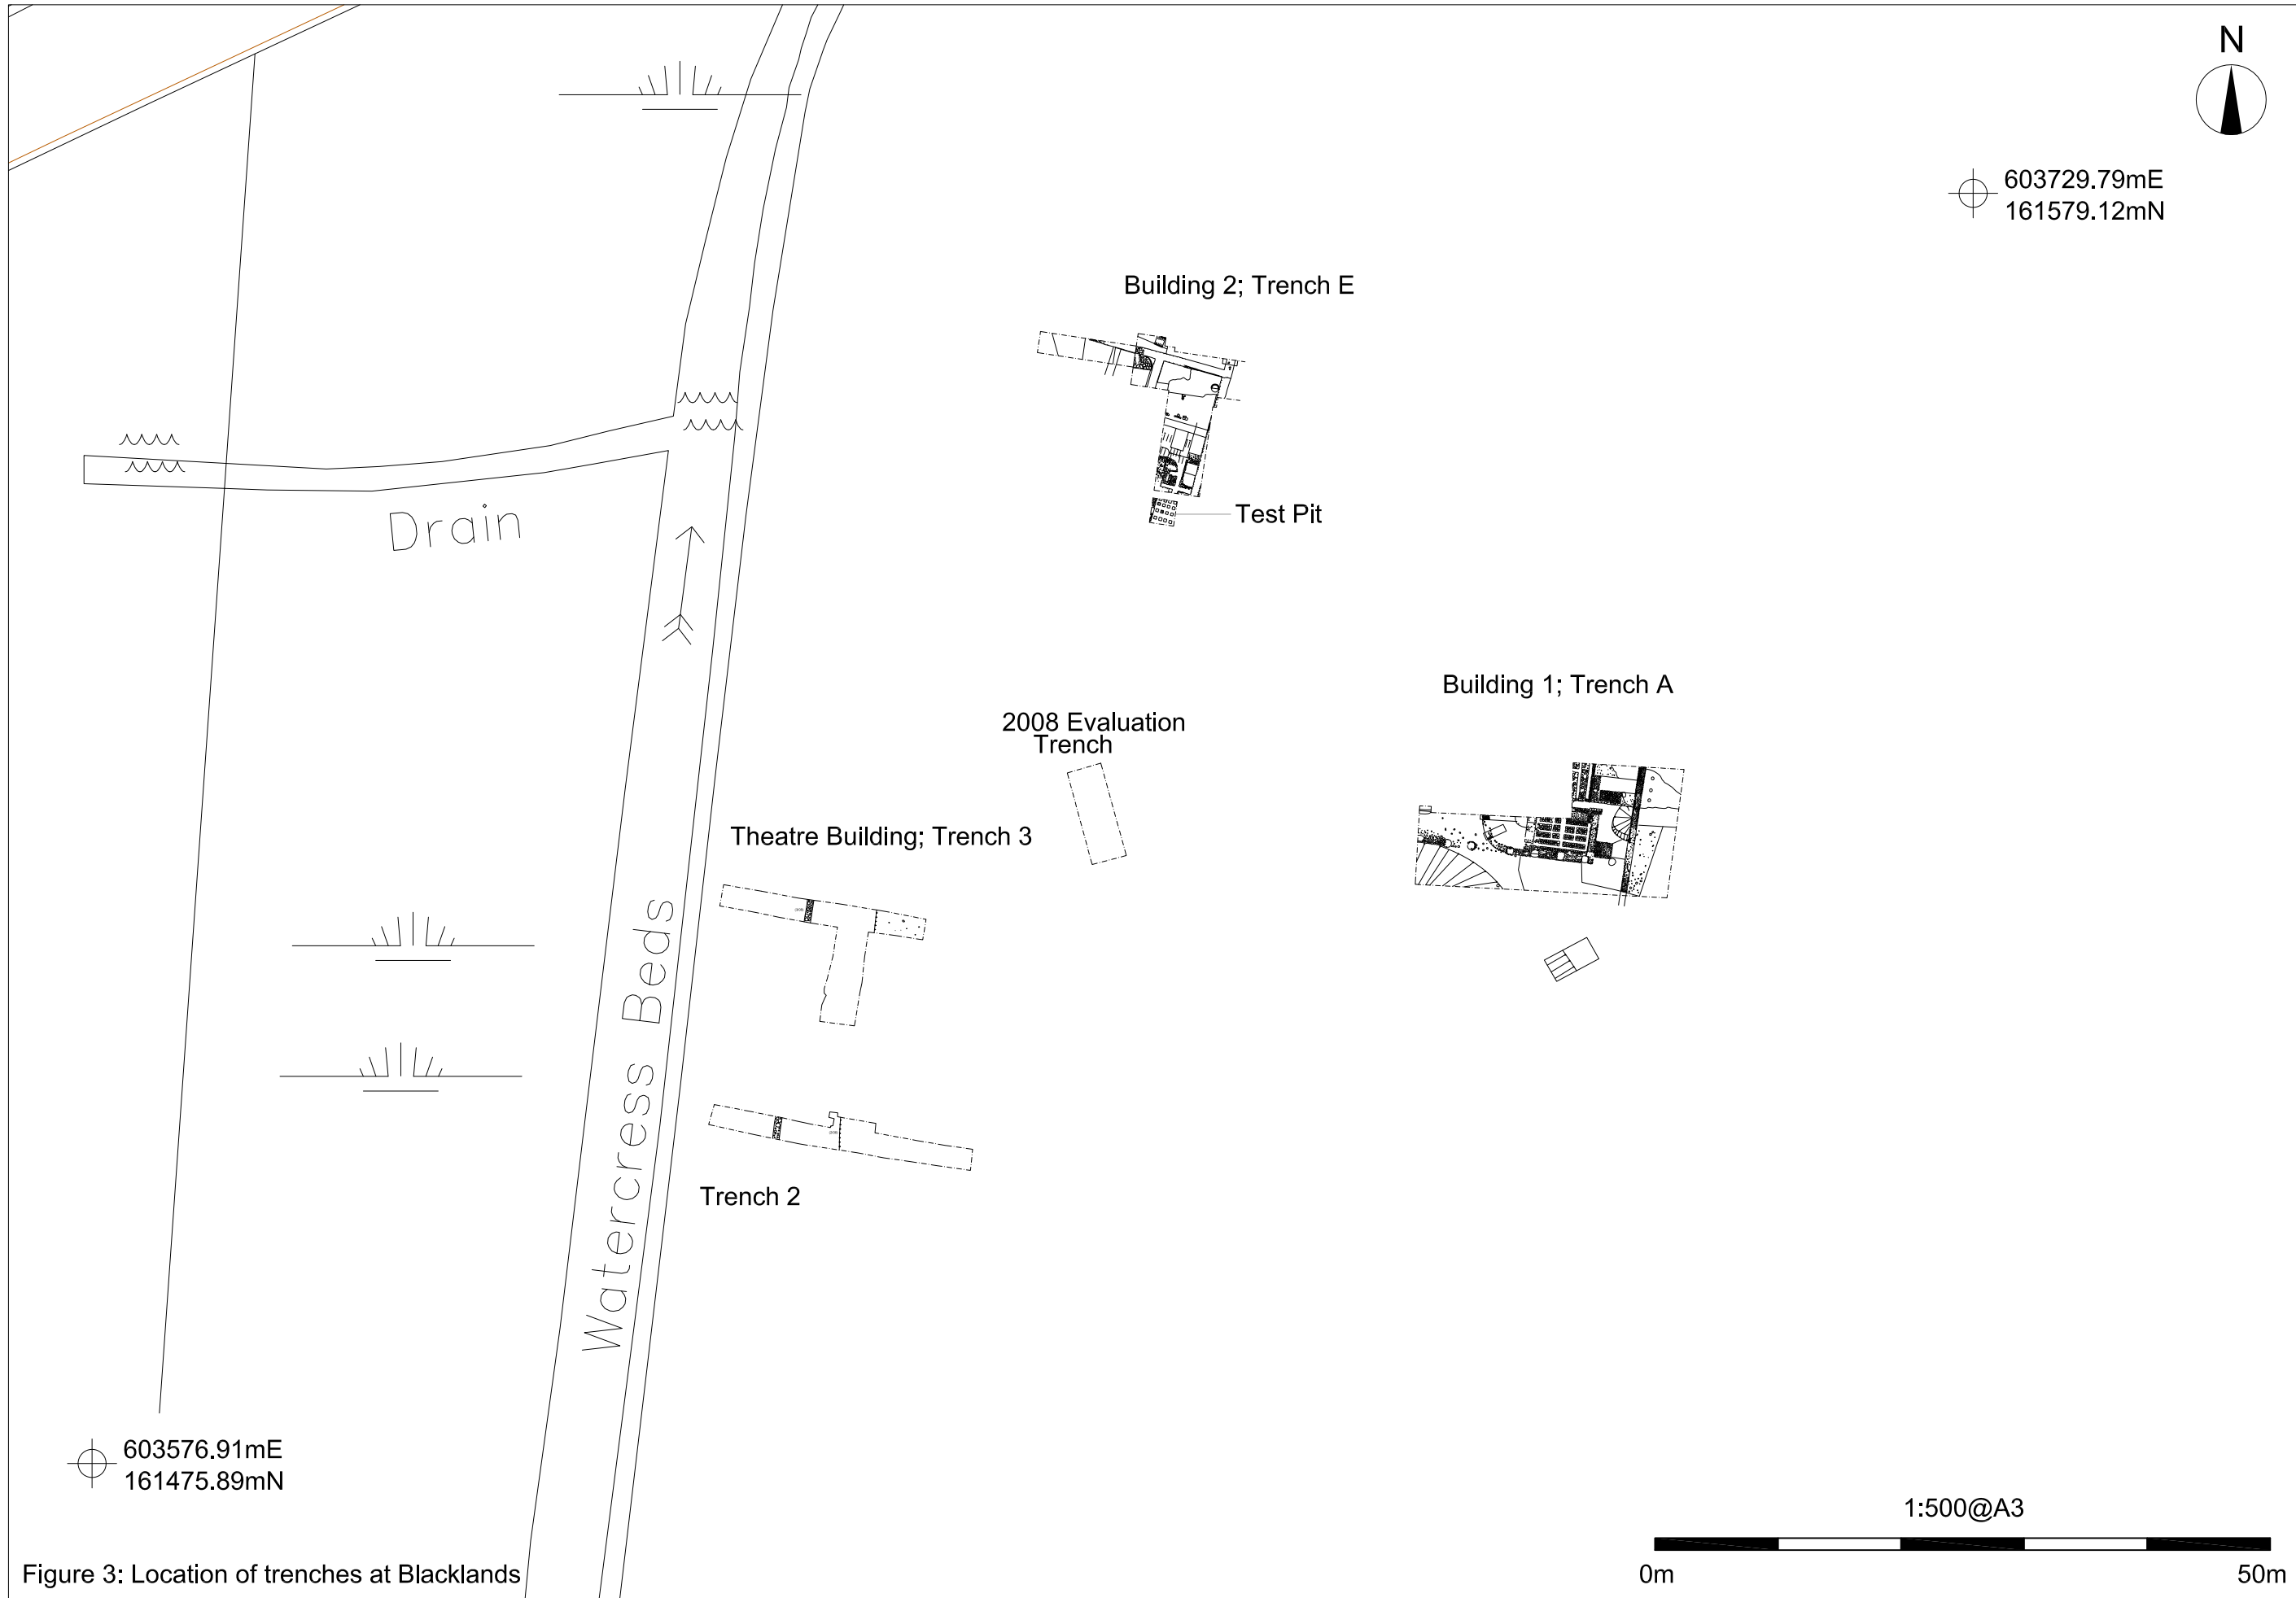 N
603729.79mE
161579.12mN
Building 2; Trench E
Test Pit
Drain
Building 1; Trench A
2008 Evaluation
Trench
Theatre Building; Trench 3
Watercress Beds
Trench 2
603576.91mE
161475.89mN
1:500@A3
0m
50m
Figure 3: Location of trenches at Blacklands